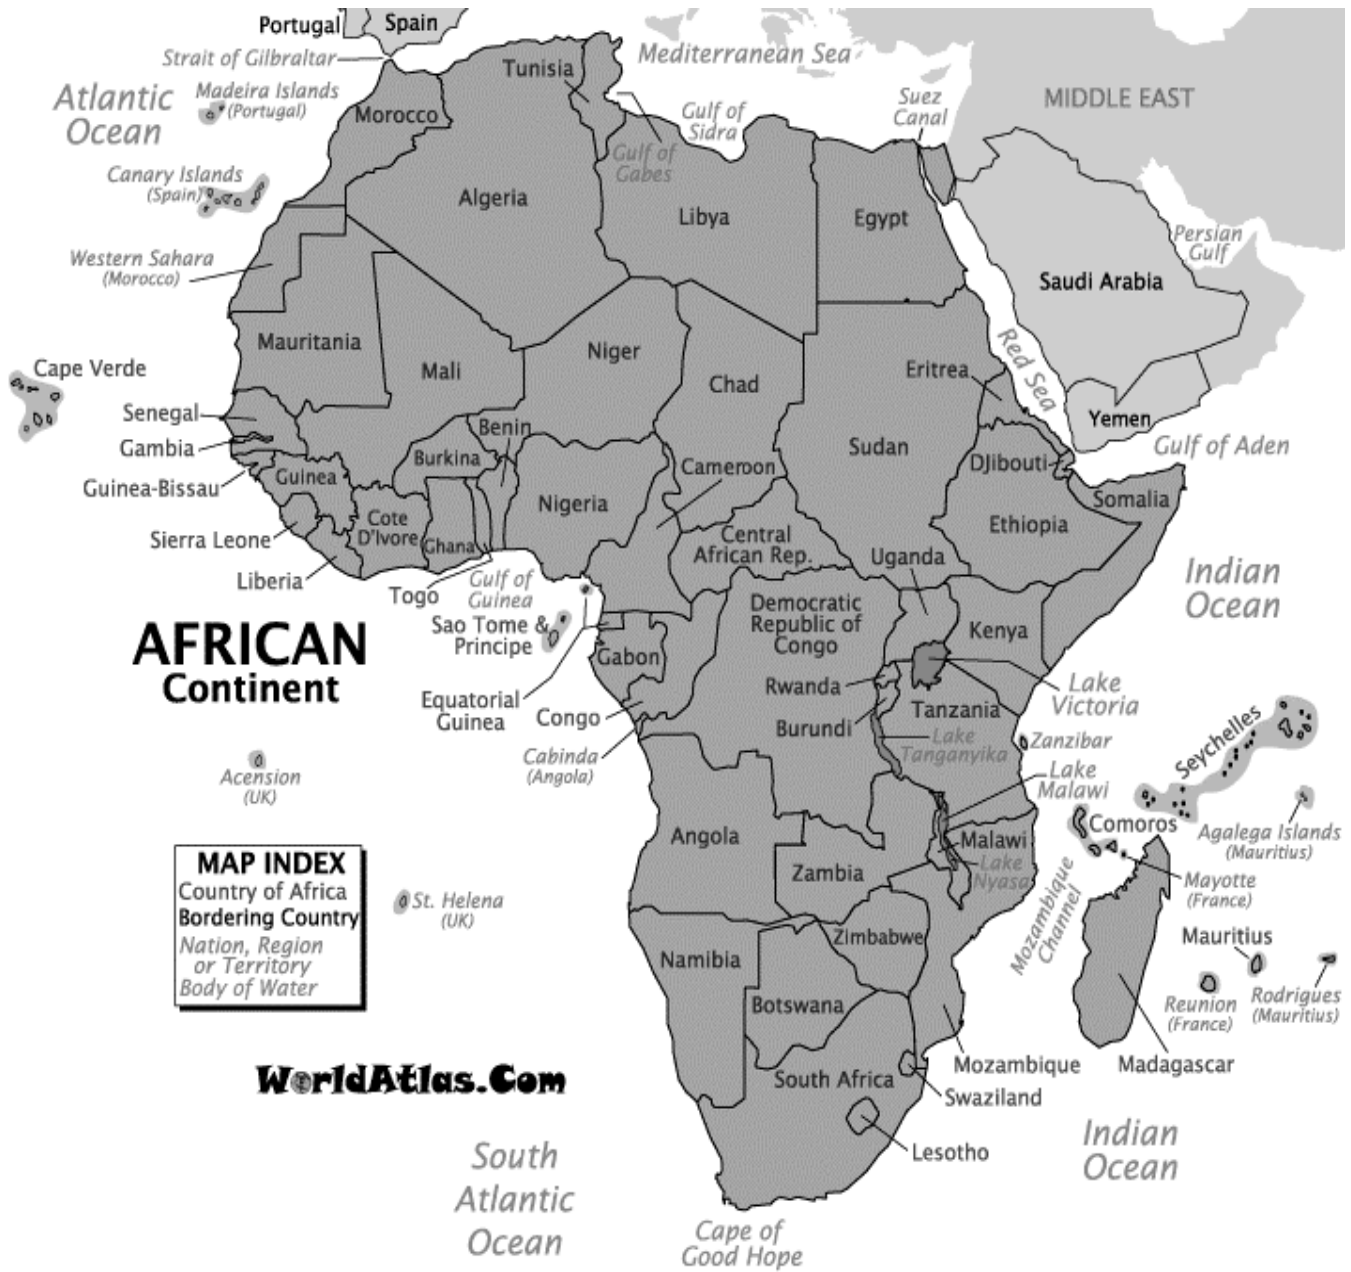 Portugal
Spain
Strait of Gilbraltar
Mediterranean Sea
Atlantic
Ocean
Madeira Islands
(Portugal)
Tunisia
Morocco
Gulf of
Sidra
Suez
Canal
MIDDLE EAST
Gulf of
Gabes
Canary Islands
(Spain)
Algeria
Libya
Egypt
Persian
Gulf
Western Sahara
(Morocco)
Saudi Arabia
Mauritania
Mali
Niger
Chad
Eritrea
Red Sea
Cape Verde
Senegal
Gambia
Guinea-Bissau
Guinea
Burkina
Benin
Cameroon
Sudan
DJibouti
Yemen
Gulf of Aden
Somalia
Nigeria
Ethiopia
Sierra Leone
Cote
D'Ivore
Ghana
Central
African Rep.
Uganda
Liberia
Togo
Gulf of
Guinea
Indian
Ocean
Democratic
Republic of
Congo
Kenya
Sao Tome &
Principe
AFRICAN
Continent
Gabon
Rwanda
Lake
Victoria
Equatorial
Guinea
Congo
Burundi
Tanzania
Lake
Tanganyika
Zanzibar
Seychelles
Cabinda
(Angola)
Acension
(UK)
Lake
Malawi
Angola
Malawi
Comoros
Agalega Islands
(Mauritius)
MAP INDEX
Country of Africa
Bordering Country
Nation, Region
or Territory
Body of Water
Zambia
Lake
Nyasa
Mayotte
(France)
St. Helena
(UK)
Mozambique
Channel
Zimbabwe
Mauritius
Namibia
Botswana
Reunion
(France)
Rodrigues
(Mauritius)
WorldAtlas.Com
South Africa
Mozambique
Madagascar
Swaziland
Lesotho
Indian
Ocean
South
Atlantic
Ocean
Cape of
Good Hope